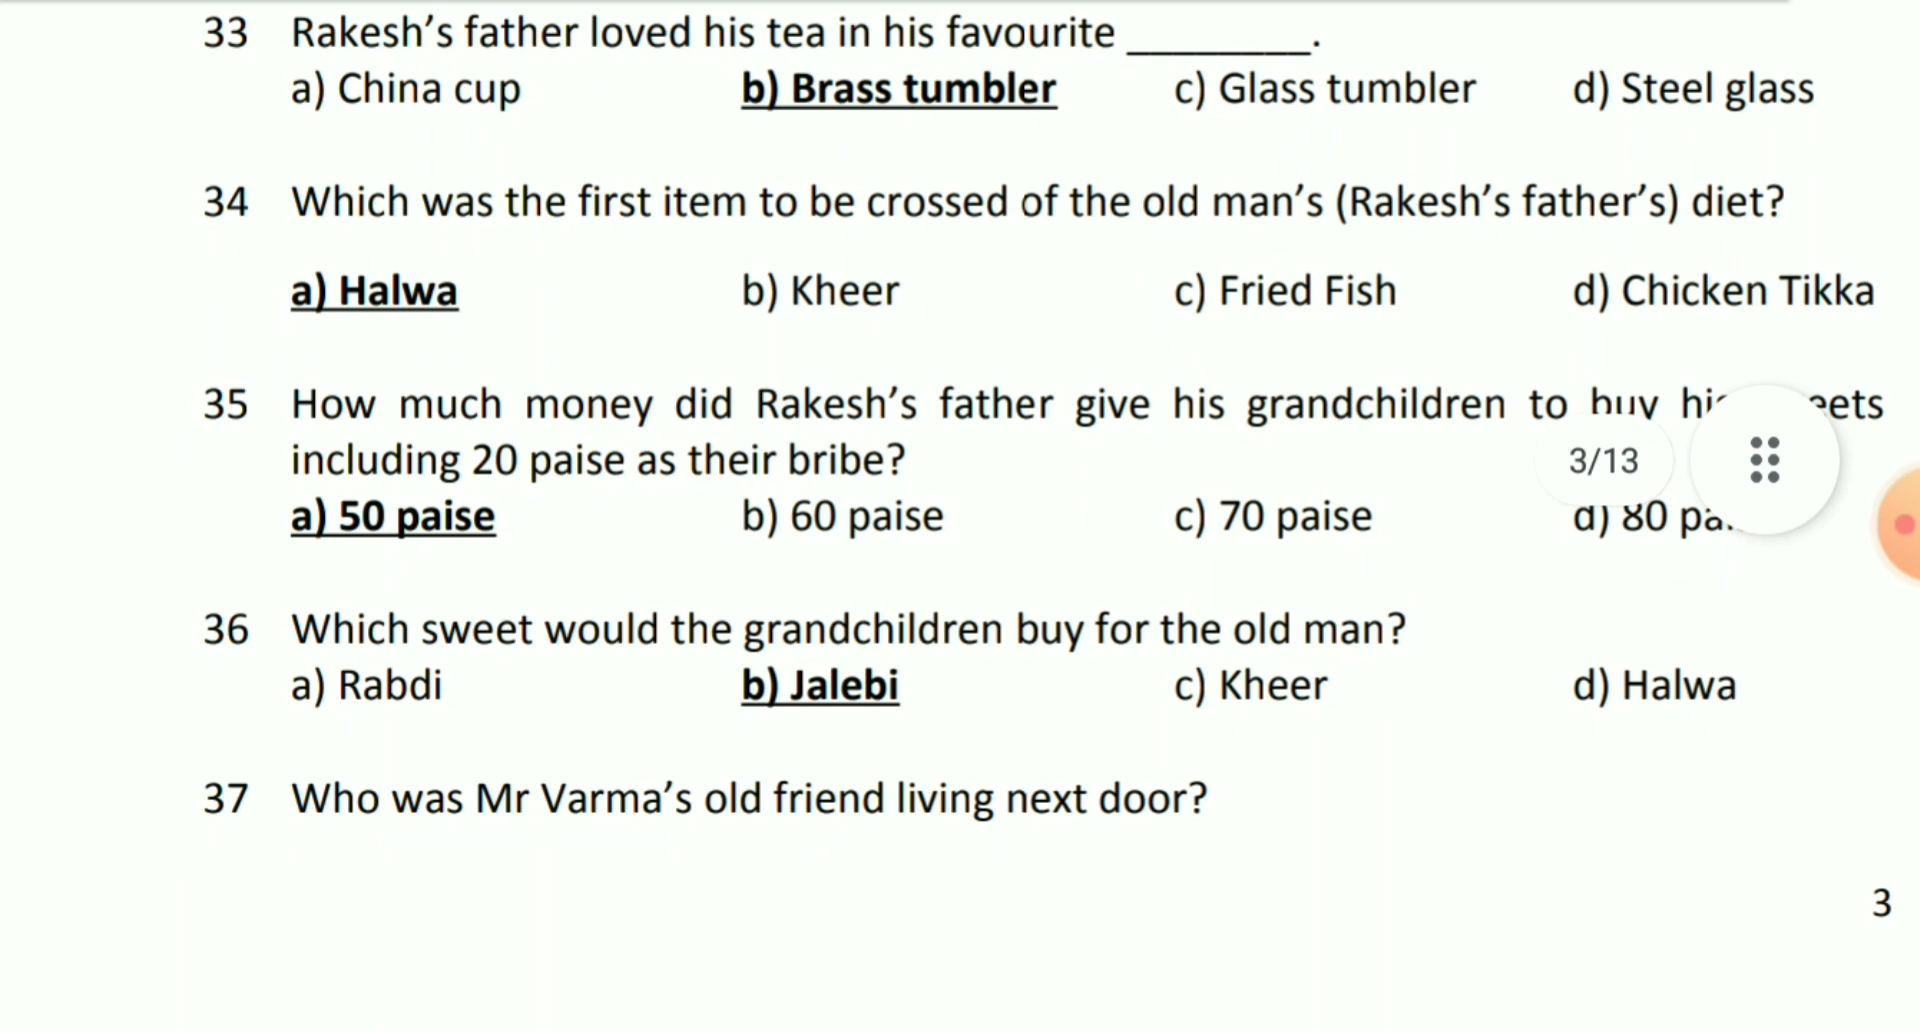 33 Rakesh’s father loved his tea in his favourite ________.
a) China cup b) Brass tumbler c) Glass tumbler d) Steel glass
34 Which was the first item to be crossed of the old man’s (Rakesh’s father’s) diet?
a) Halwa b) Kheer c) Fried Fish d) Chicken Tikka
35 How much money did Rakesh’s father give his grandchildren to buy
including 20 paise as their bribe?
3/13
a) 50 paise b) 60 paise c) 70 paise d) 80
36 Which sweet would the grandchildren buy for the old man?
a) Rabdi b) Jalebi c) Kheer d) Halwa
37 Who was Mr Varma’s old friend living next door?
3